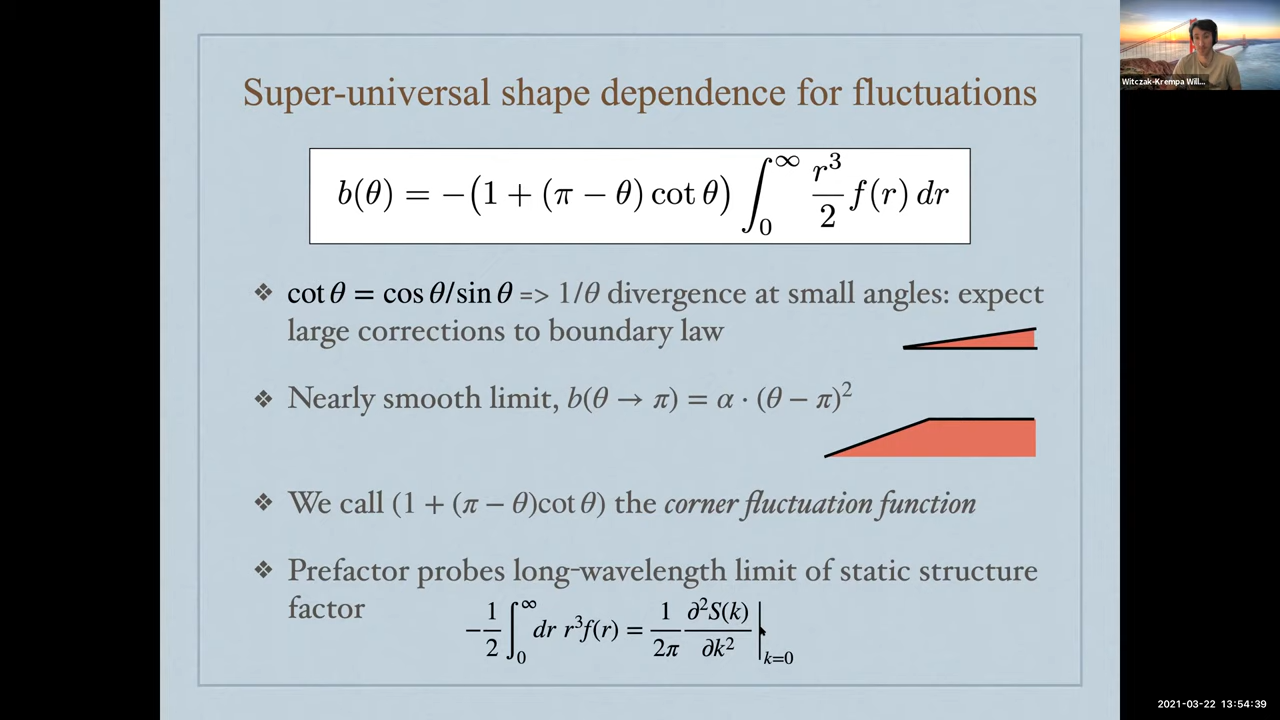 Witczak-Krempa Will...
Super-universal shape dependence for fluctuations
b(θ) = −(1 + (π − θ) cot θ) ∫₀^∞ r³/2 f(r) dr
❖ cot θ = cos θ/sin θ => 1/θ divergence at small angles: expect
large corrections to boundary law
❖ Nearly smooth limit, b(θ → π) = α · (θ − π)²
❖ We call (1 + (π − θ)cot θ) the corner fluctuation function
❖ Prefactor probes long-wavelength limit of static structure
factor
−1/2 ∫₀^∞ dr r³f(r) = 1/2π ∂²S(k)/∂k² |k=0
2021-03-22 13:54:39